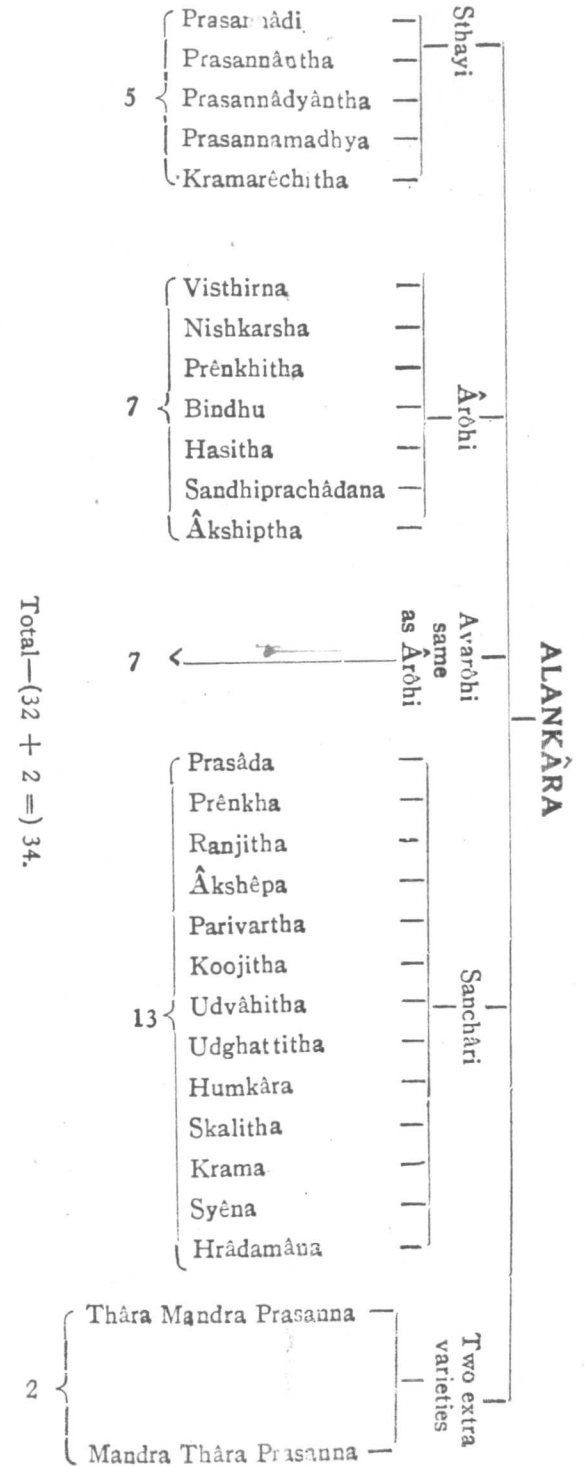 ALANKÂRA
Sthayi
Prasannâdi
Prasannântha
Prasannâdyântha
Prasannamadhya
Kramarêchitha
5
Ârôhi
Visthirna
Nishkarsha
Prênkhitha
Bindhu
Hasitha
Sandhiprachâdana
Âkshiptha
7
Avarôhi
same
as Ârôhi
7
Sanchâri
Prasâda
Prênkha
Ranjitha
Âkshêpa
Parivartha
Koojitha
Udvâhitha
Udghattitha
Humkâra
Skalitha
Krama
Syêna
Hrâdamâna
13
Two extra
varieties
Thâra Mandra Prasanna
Mandra Thâra Prasanna
2
Total—(32 + 2 =) 34.